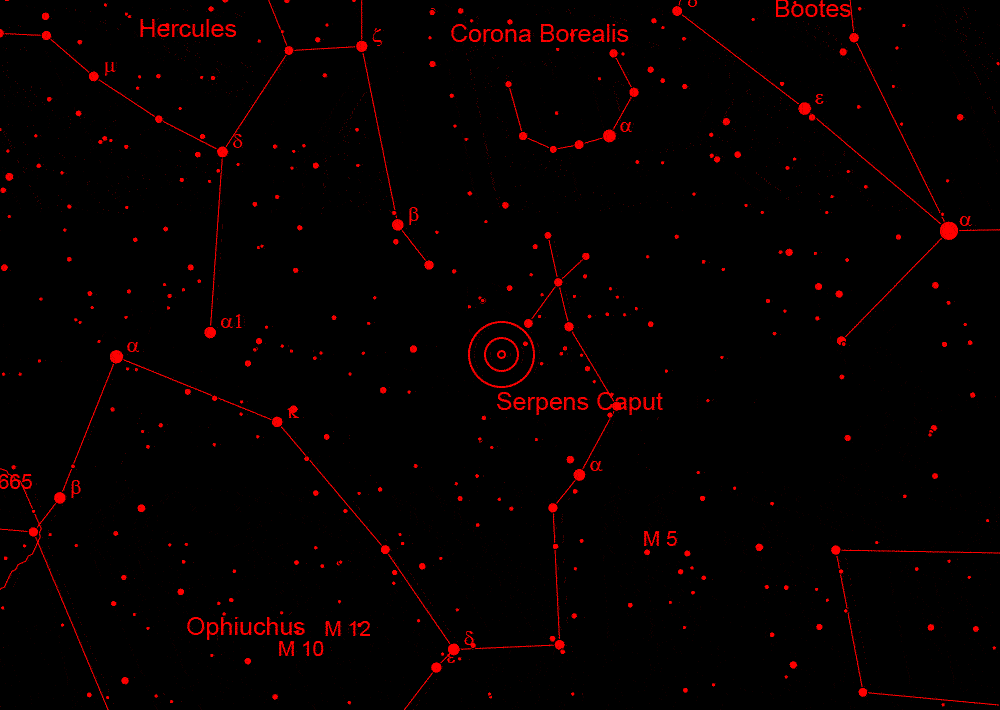 Hercules
Corona Borealis
Bootes
δ
ζ
μ
ε
α
δ
β
α
α1
α
κ
Serpens Caput
α
665
β
M 5
Ophiuchus
M 12
δ
M 10
ε